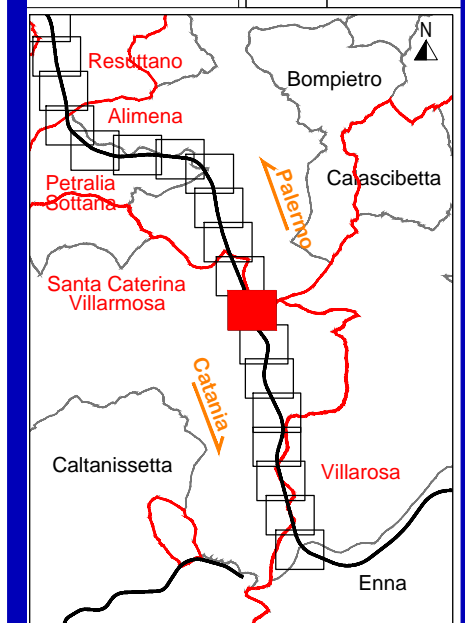 N
Resuttano
Bompietro
Alimena
Palermo
Calascibetta
Petralia
Sottana
Santa Caterina
Villarmosa
Catania
Caltanissetta
Villarosa
Enna